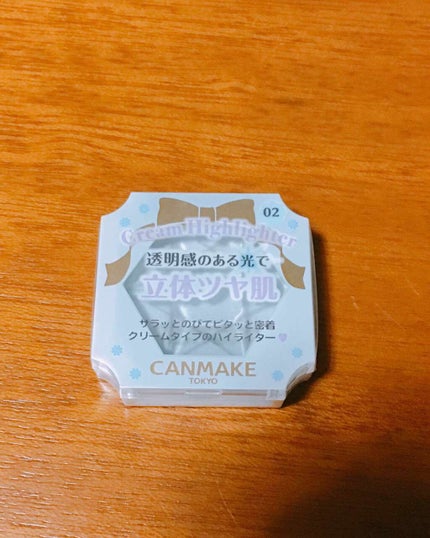 02
Cream Highlighter
透明感のある光で
立体ツヤ肌
サラッとのびてピタッと密着
クリームタイプのハイライター
CANMAKE
TOKYO